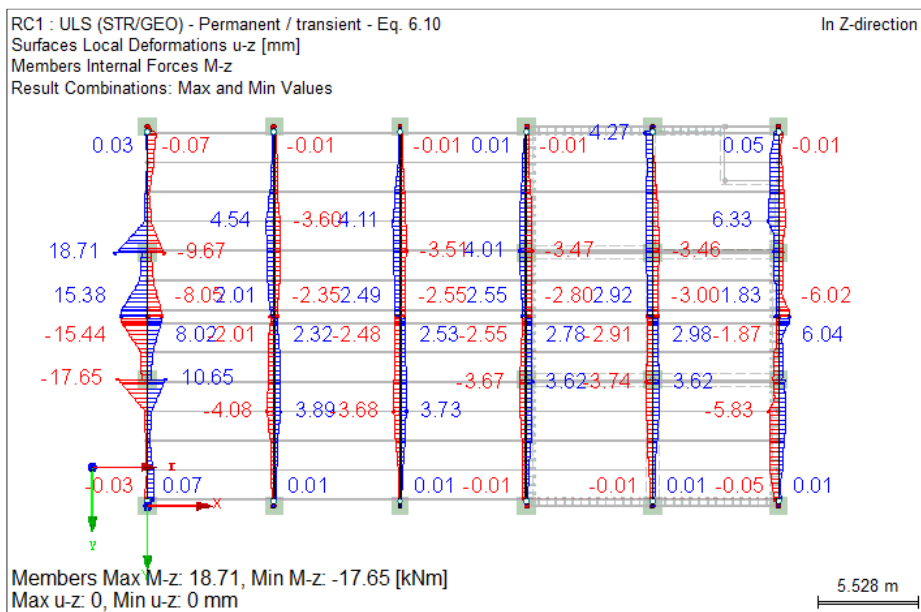 RC1 : ULS (STR/GEO) - Permanent / transient - Eq. 6.10 In Z-direction
Surfaces Local Deformations u-z [mm]
Members Internal Forces M-z
Result Combinations: Max and Min Values
4.27
0.03 -0.07 -0.01 -0.01 0.01 -0.01 0.05 -0.01
4.54 -3.60 4.11 6.33
18.71 -9.67 -3.51 4.01 -3.47 -3.46
15.38 -8.05 2.01 -2.35 2.49 -2.55 2.55 -2.80 2.92 -3.00 1.83 -6.02
-15.44 8.02 -2.01 2.32 -2.48 2.53 -2.55 2.78 -2.91 2.98 -1.87 6.04
-17.65 10.65 -3.67 3.62 -3.74 3.62
-4.08 3.89 -3.68 3.73 -5.83
-0.03 0.07 0.01 0.01 -0.01 -0.01 0.01 -0.05 0.01
X
y
Members Max M-z: 18.71, Min M-z: -17.65 [kNm]
Max u-z: 0, Min u-z: 0 mm
5.528 m